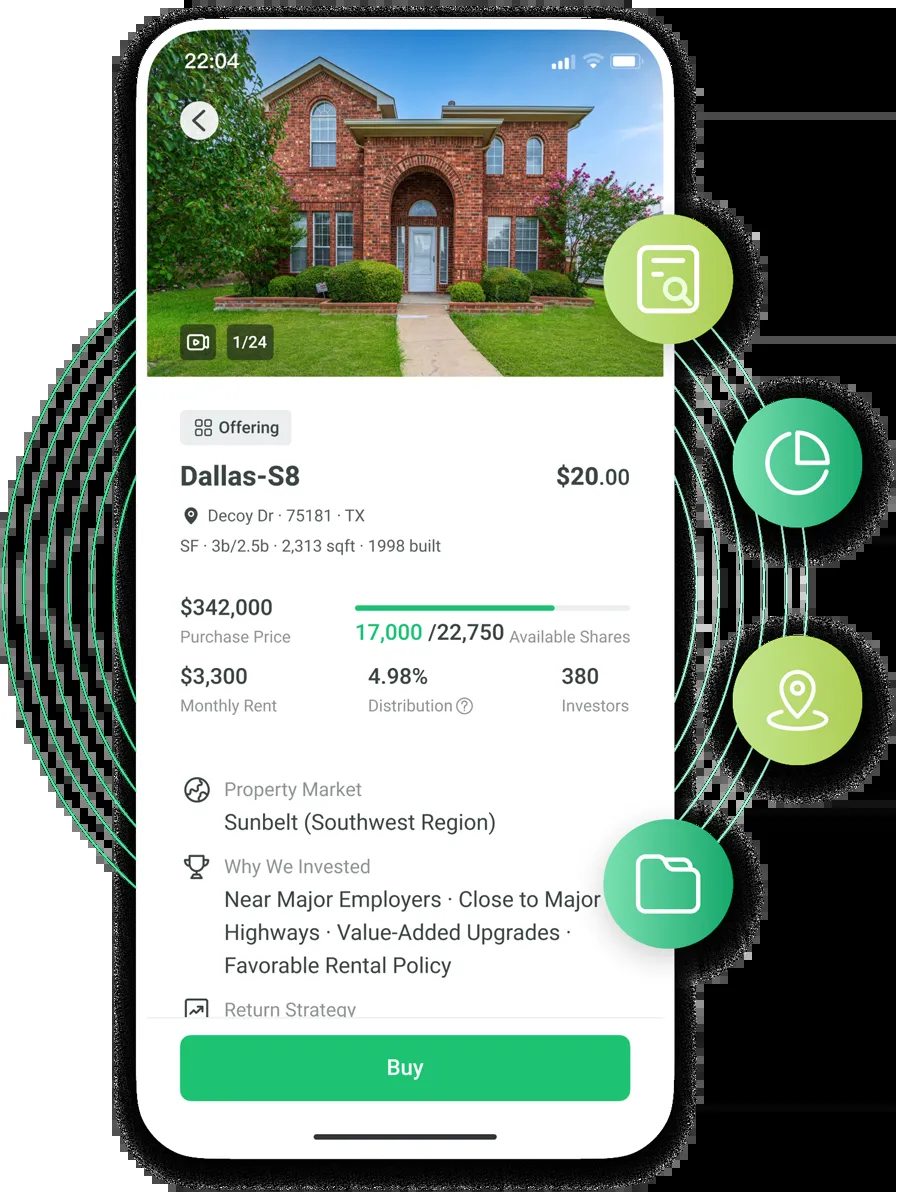 22:04
1/24
Offering
Dallas-S8 $20.00
Decoy Dr · 75181 · TX
SF · 3b/2.5b · 2,313 sqft · 1998 built
$342,000
Purchase Price
17,000 /22,750 Available Shares
$3,300 4.98% 380
Monthly Rent Distribution ? Investors
Property Market
Sunbelt (Southwest Region)
Why We Invested
Near Major Employers · Close to Major
Highways · Value-Added Upgrades ·
Favorable Rental Policy
Return Strategy
Buy